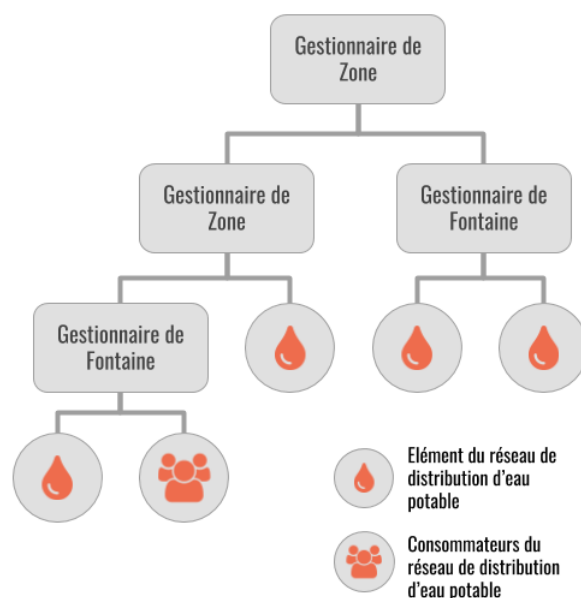 Gestionnaire de
Zone
Gestionnaire de
Zone
Gestionnaire de
Fontaine
Gestionnaire de
Fontaine
Elément du réseau de
distribution d'eau
potable
Consommateurs du
réseau de distribution
d'eau potable